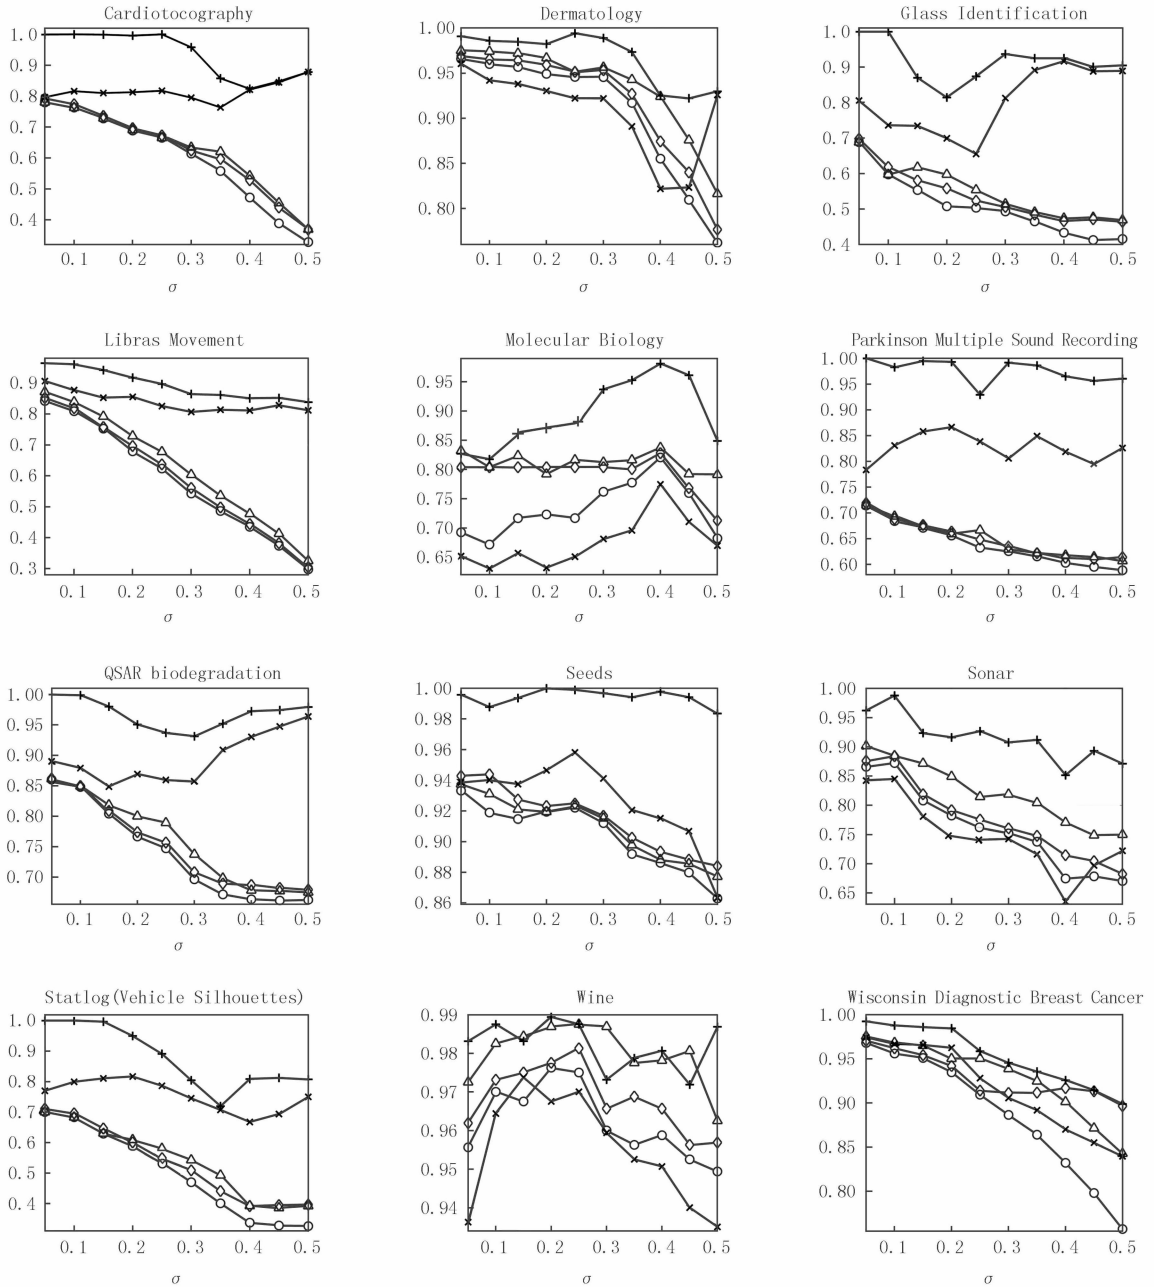 Cardiotocography
1.0
0.9
0.8
0.7
0.6
0.5
0.4
0.1 0.2 0.3 0.4 0.5
σ
Dermatology
1.00
0.95
0.90
0.85
0.80
0.1 0.2 0.3 0.4 0.5
σ
Glass Identification
1.0
0.9
0.8
0.7
0.6
0.5
0.4
0.1 0.2 0.3 0.4 0.5
σ
Libras Movement
0.9
0.8
0.7
0.6
0.5
0.4
0.3
0.1 0.2 0.3 0.4 0.5
σ
Molecular Biology
0.95
0.90
0.85
0.80
0.75
0.70
0.65
0.1 0.2 0.3 0.4 0.5
σ
Parkinson Multiple Sound Recording
1.00
0.95
0.90
0.85
0.80
0.75
0.70
0.65
0.60
0.1 0.2 0.3 0.4 0.5
σ
QSAR biodegradation
1.00
0.95
0.90
0.85
0.80
0.75
0.70
0.1 0.2 0.3 0.4 0.5
σ
Seeds
1.00
0.98
0.96
0.94
0.92
0.90
0.88
0.86
0.1 0.2 0.3 0.4 0.5
σ
Sonar
1.00
0.95
0.90
0.85
0.80
0.75
0.70
0.65
0.1 0.2 0.3 0.4 0.5
σ
Statlog(Vehicle Silhouettes)
1.0
0.9
0.8
0.7
0.6
0.5
0.4
0.1 0.2 0.3 0.4 0.5
σ
Wine
0.99
0.98
0.97
0.96
0.95
0.94
0.1 0.2 0.3 0.4 0.5
σ
Wisconsin Diagnostic Breast Cancer
1.00
0.95
0.90
0.85
0.80
0.1 0.2 0.3 0.4 0.5
σ